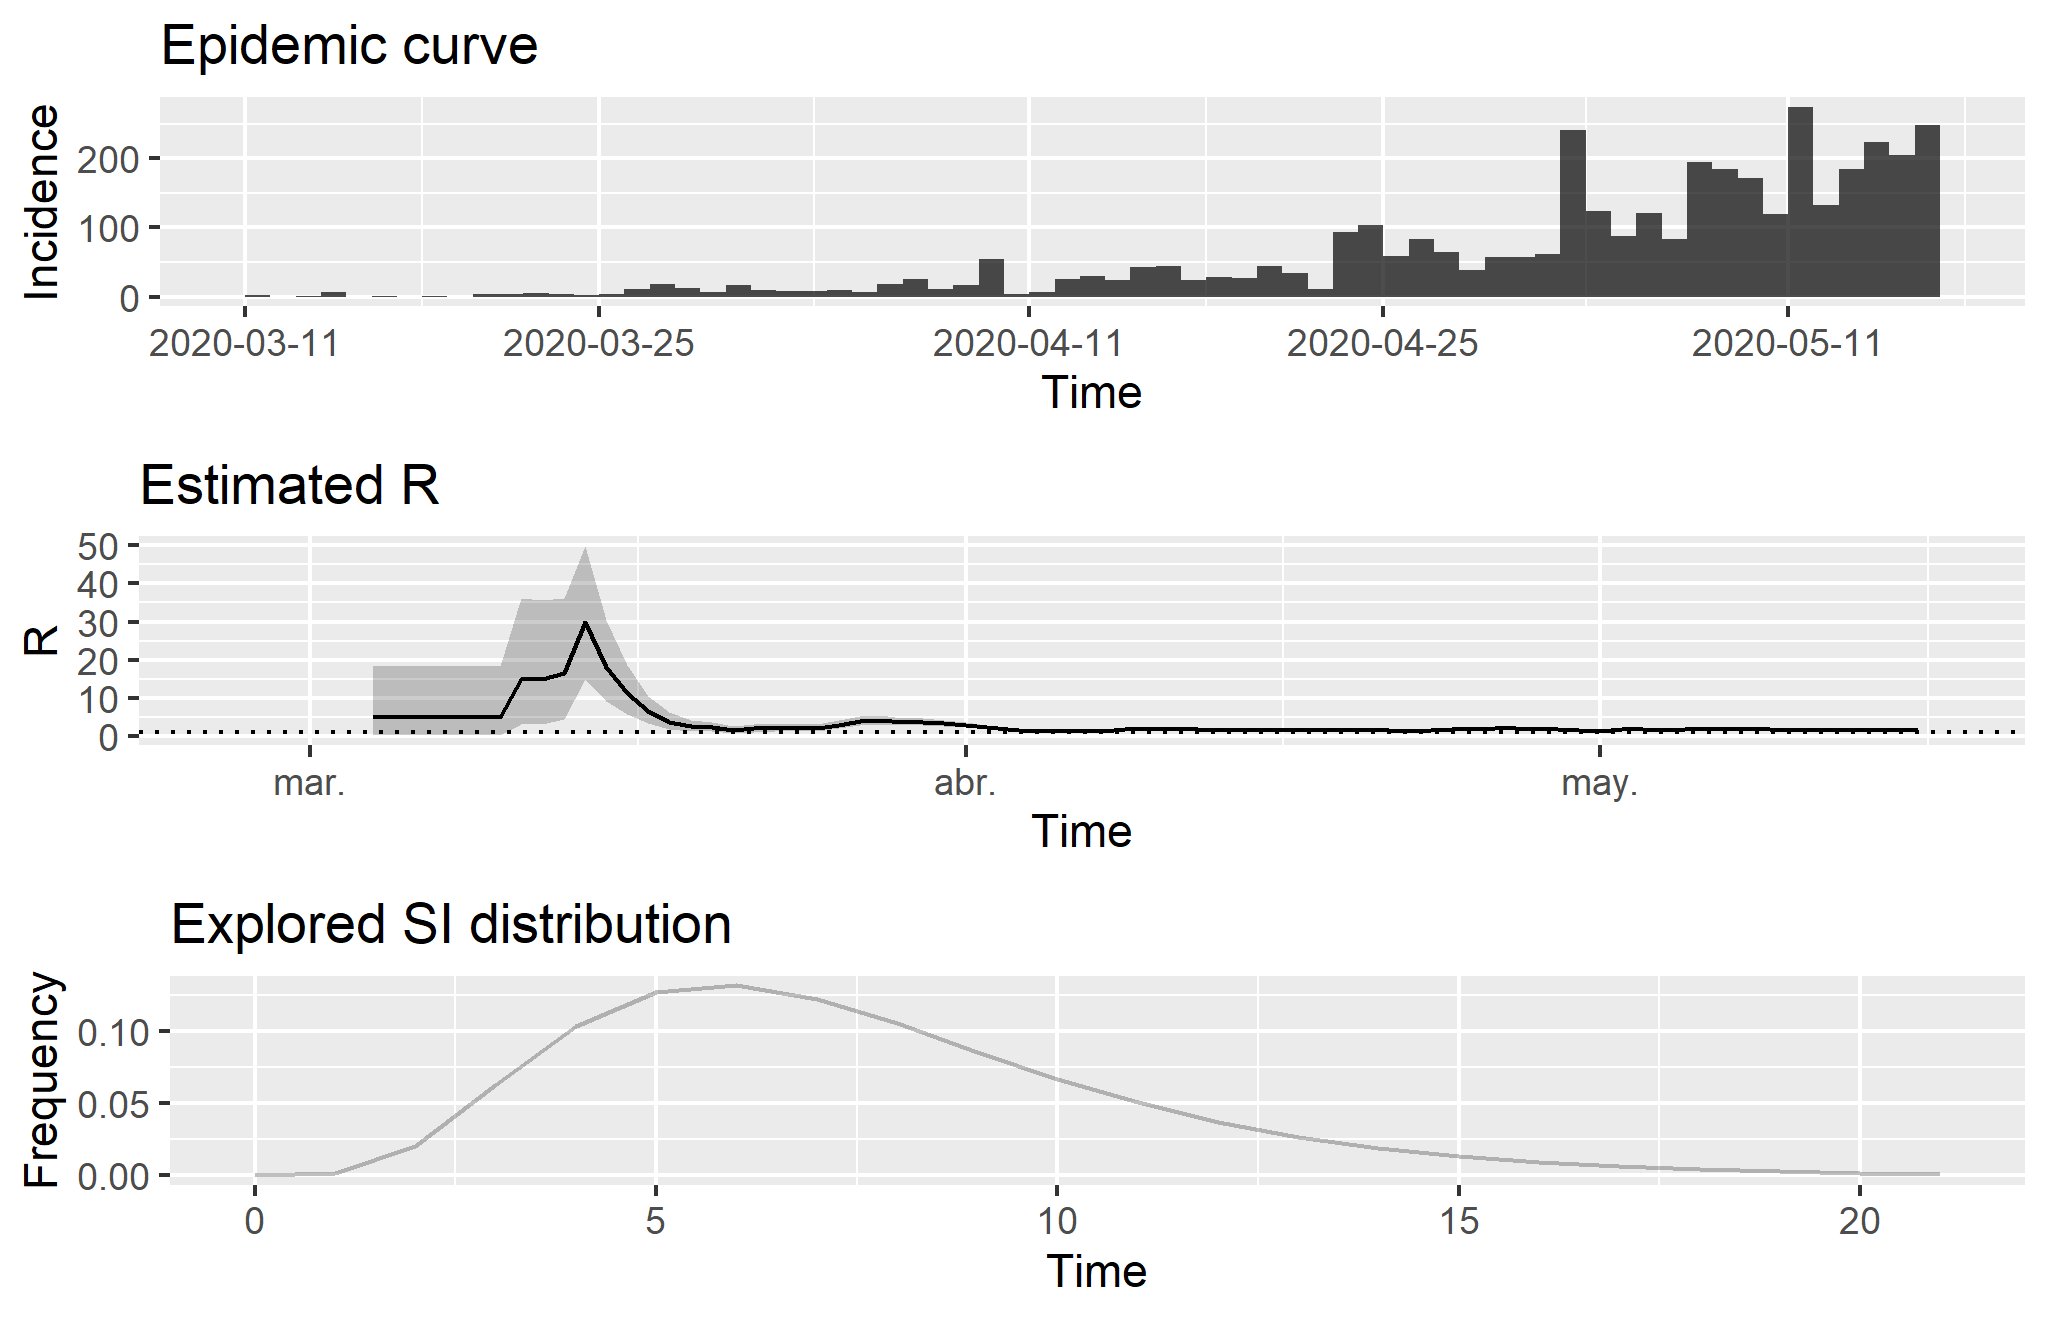 Epidemic curve
Incidence
200
100
0
2020-03-11 2020-03-25 2020-04-11 2020-04-25 2020-05-11
Time
Estimated R
R
50
40
30
20
10
0
mar. abr. may.
Time
Explored SI distribution
Frequency
0.10
0.05
0.00
0 5 10 15 20
Time